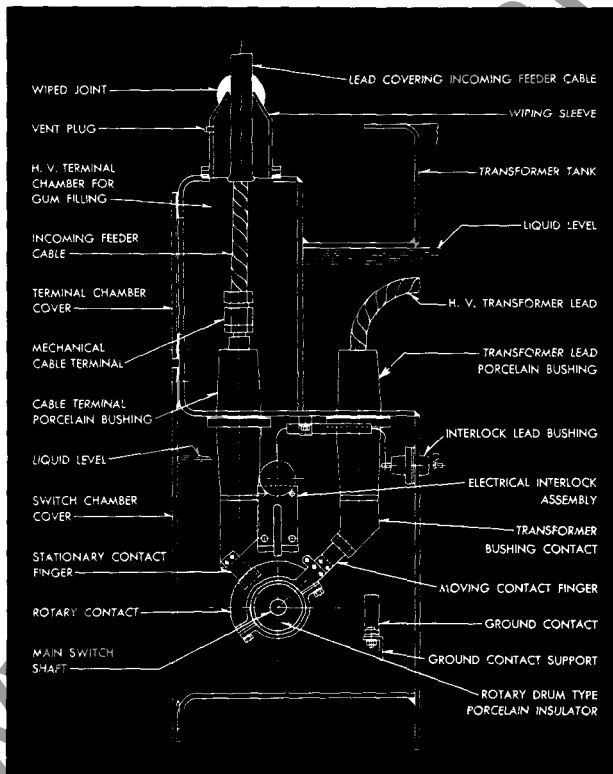 WIPED JOINT
VENT PLUG
H. V. TERMINAL
CHAMBER FOR
GUM FILLING
INCOMING FEEDER
CABLE
TERMINAL CHAMBER
COVER
MECHANICAL
CABLE TERMINAL
CABLE TERMINAL
PORCELAIN BUSHING
LIQUID LEVEL
SWITCH CHAMBER
COVER
STATIONARY CONTACT
FINGER
ROTARY CONTACT
MAIN SWITCH
SHAFT
LEAD COVERING INCOMING FEEDER CABLE
WIPING SLEEVE
TRANSFORMER TANK
LIQUID LEVEL
H. V. TRANSFORMER LEAD
TRANSFORMER LEAD
PORCELAIN BUSHING
INTERLOCK LEAD BUSHING
ELECTRICAL INTERLOCK
ASSEMBLY
TRANSFORMER
BUSHING CONTACT
MOVING CONTACT FINGER
GROUND CONTACT
GROUND CONTACT SUPPORT
ROTARY DRUM TYPE
PORCELAIN INSULATOR